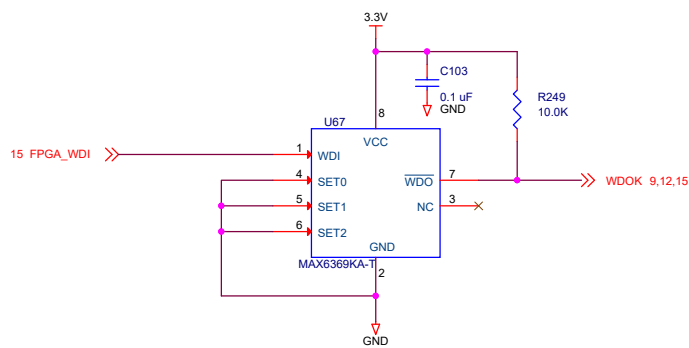 3.3V
C103
0.1 uF
GND
R249
10.0K
U67
8
VCC
15 FPGA_WDI
1
WDI
4
SET0
7
WDO
WDOK 9,12,15
5
SET1
3
NC
6
SET2
GND
MAX6369KA-T
2
GND